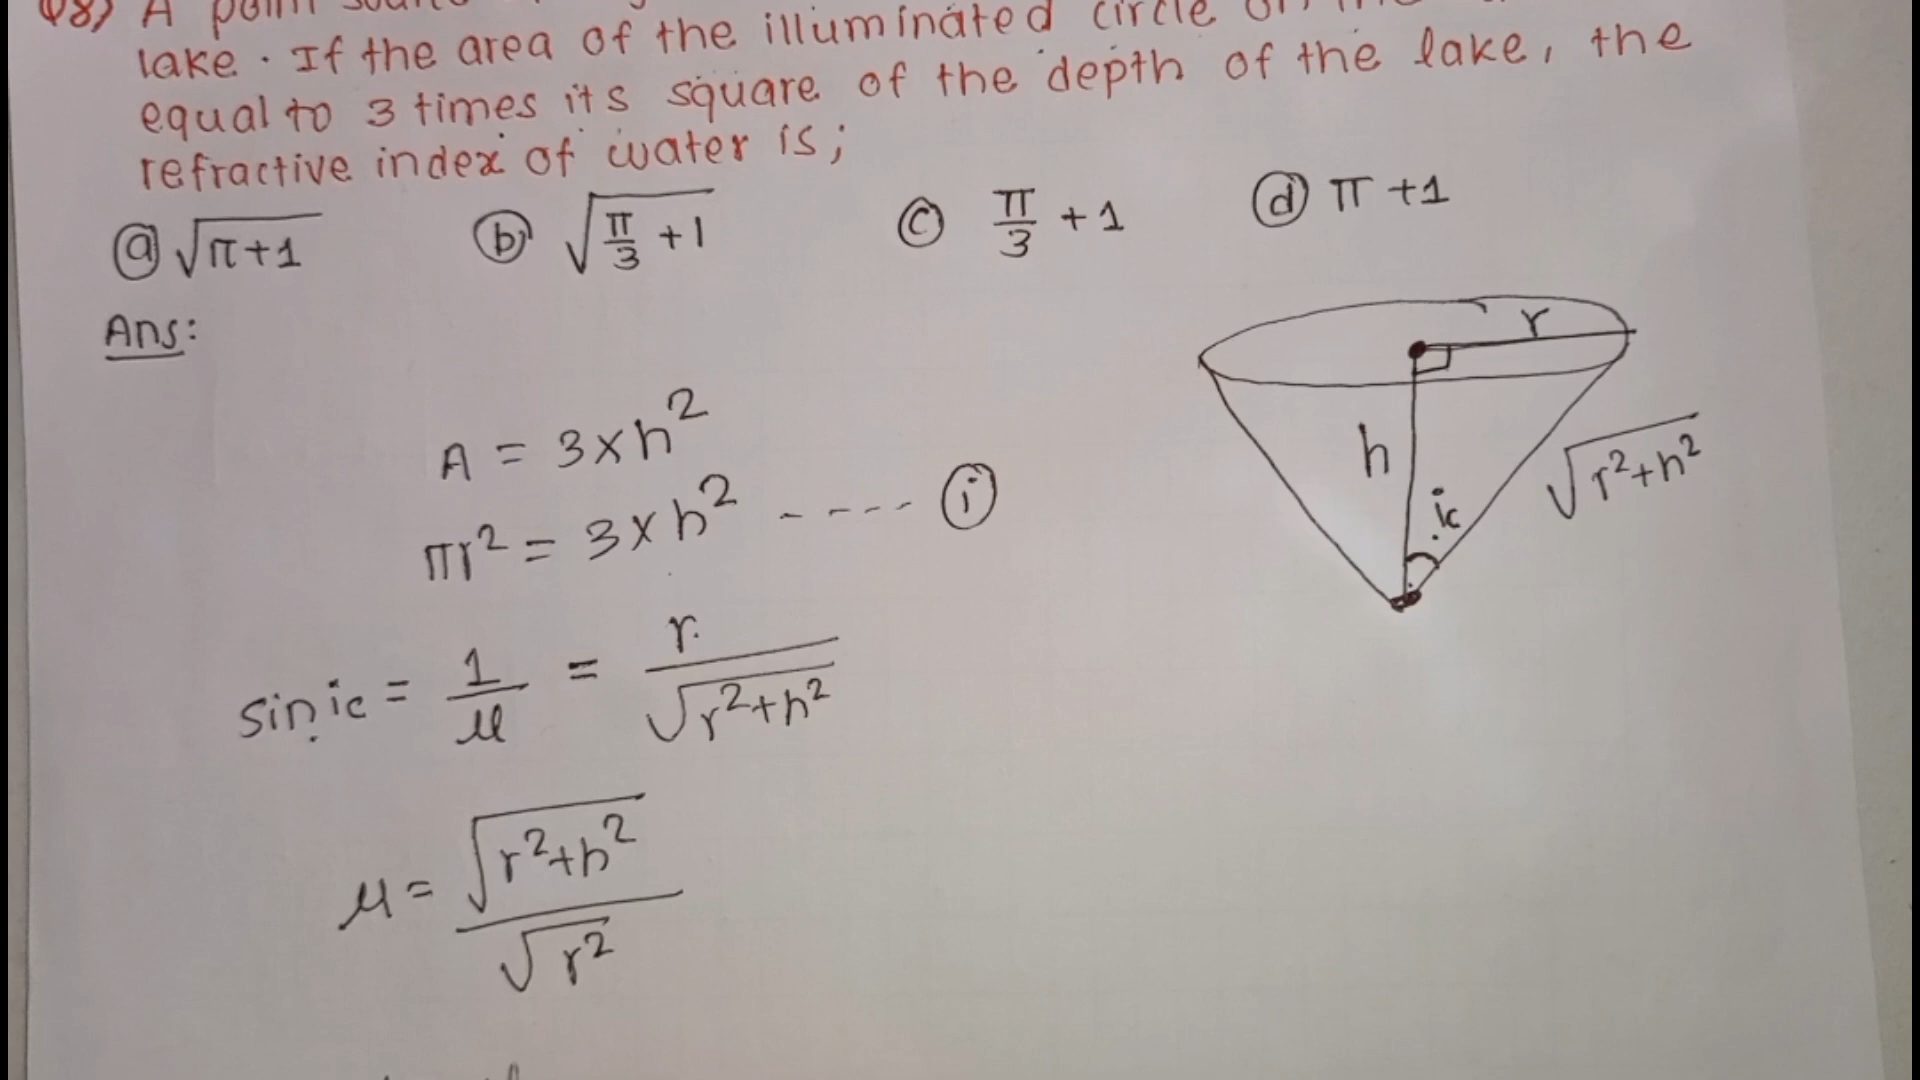 Q8) A point
lake. If the area of the illuminated circle
equal to 3 times its square of the depth of the lake, the
refractive index of water is;
ⓐ √(π+1) ⓑ √(π/3 +1) ⓒ π/3 +1 ⓓ π +1
Ans:
r
A = 3×h²
h
√(r²+h²)
πr² = 3×h² ----- ⓘ
ic
sin ic = 1/μ = r/√(r²+h²)
μ = √(r²+h²)/√(r²)